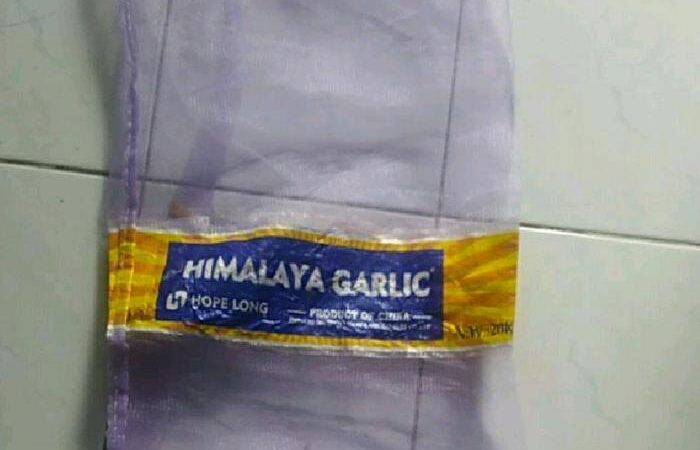 HIMALAYA GARLIC
HOPE LONG
PRODUCT OF CHINA